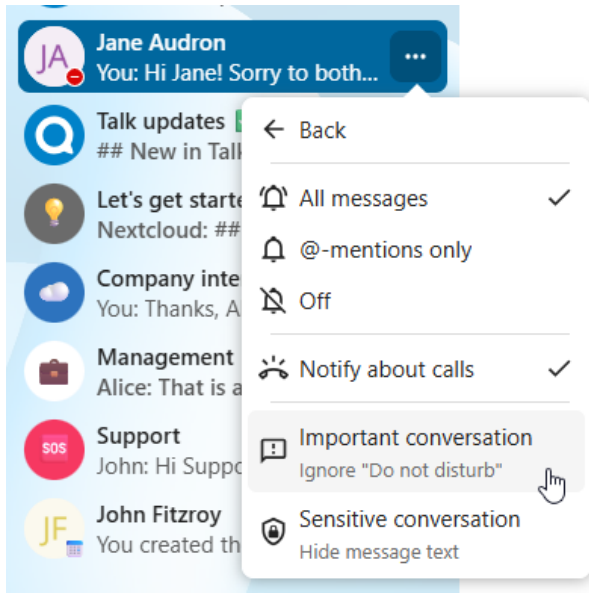 JA
Jane Audron
You: Hi Jane! Sorry to both...
Talk updates
## New in Talk
Let's get starte
Nextcloud: ##
Company inte
You: Thanks, A
Management
Alice: That is a
SOS
Support
John: Hi Suppo
JF
John Fitzroy
You created th
Back
All messages
@-mentions only
Off
Notify about calls
Important conversation
Ignore "Do not disturb"
Sensitive conversation
Hide message text